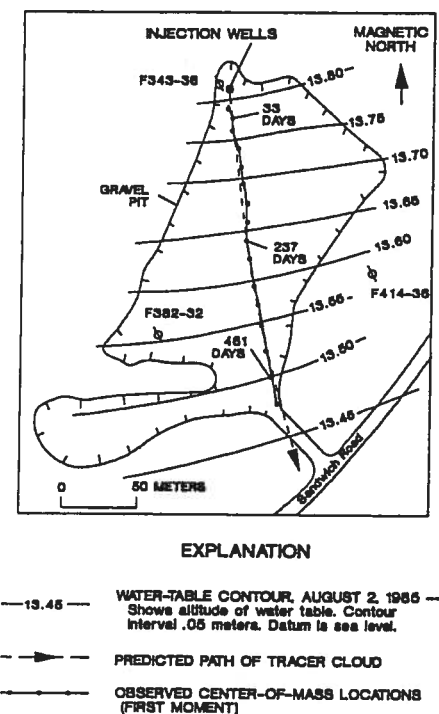 INJECTION WELLS
MAGNETIC
NORTH
F343-36
13.80
33
DAYS
13.75
13.70
GRAVEL
PIT
13.65
237
DAYS
13.60
F414-36
F382-32
13.55
461
DAYS
13.50
13.45
Sandwich Road
0 50 METERS
EXPLANATION
13.45 WATER-TABLE CONTOUR, AUGUST 2, 1985
Shows altitude of water table. Contour
interval .05 meters. Datum is sea level.
PREDICTED PATH OF TRACER CLOUD
OBSERVED CENTER-OF-MASS LOCATIONS
(FIRST MOMENT)